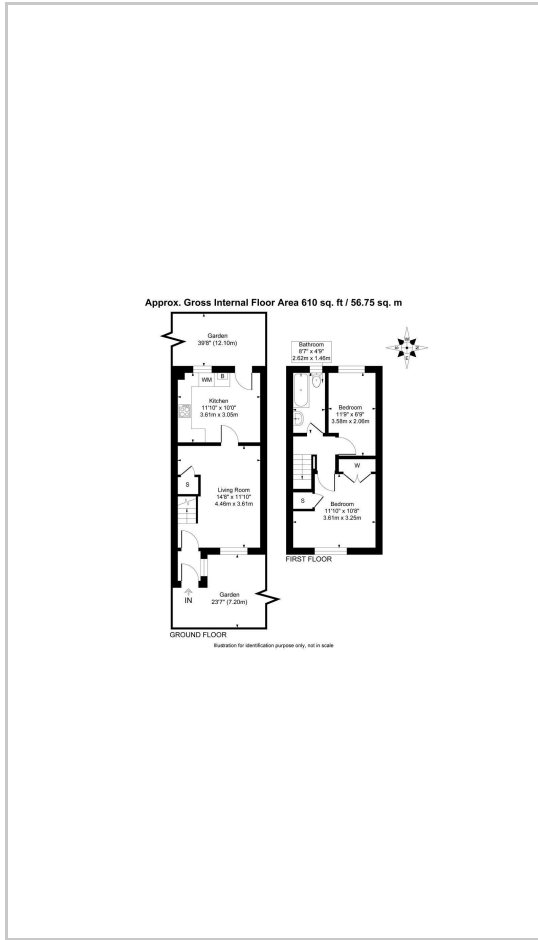 Approx. Gross Internal Floor Area 610 sq. ft / 56.75 sq. m
Garden
39'8" (12.10m)
WM
B
Kitchen
11'10" x 10'0"
3.61m x 3.05m
S
Living Room
14'8" x 11'10"
4.46m x 3.61m
IN
Garden
23'7" (7.20m)
GROUND FLOOR
Bathroom
8'7" x 4'9"
2.62m x 1.46m
Bedroom
11'9" x 6'9"
3.58m x 2.06m
W
S
Bedroom
11'10" x 10'8"
3.61m x 3.25m
FIRST FLOOR
Illustration for identification purpose only, not in scale